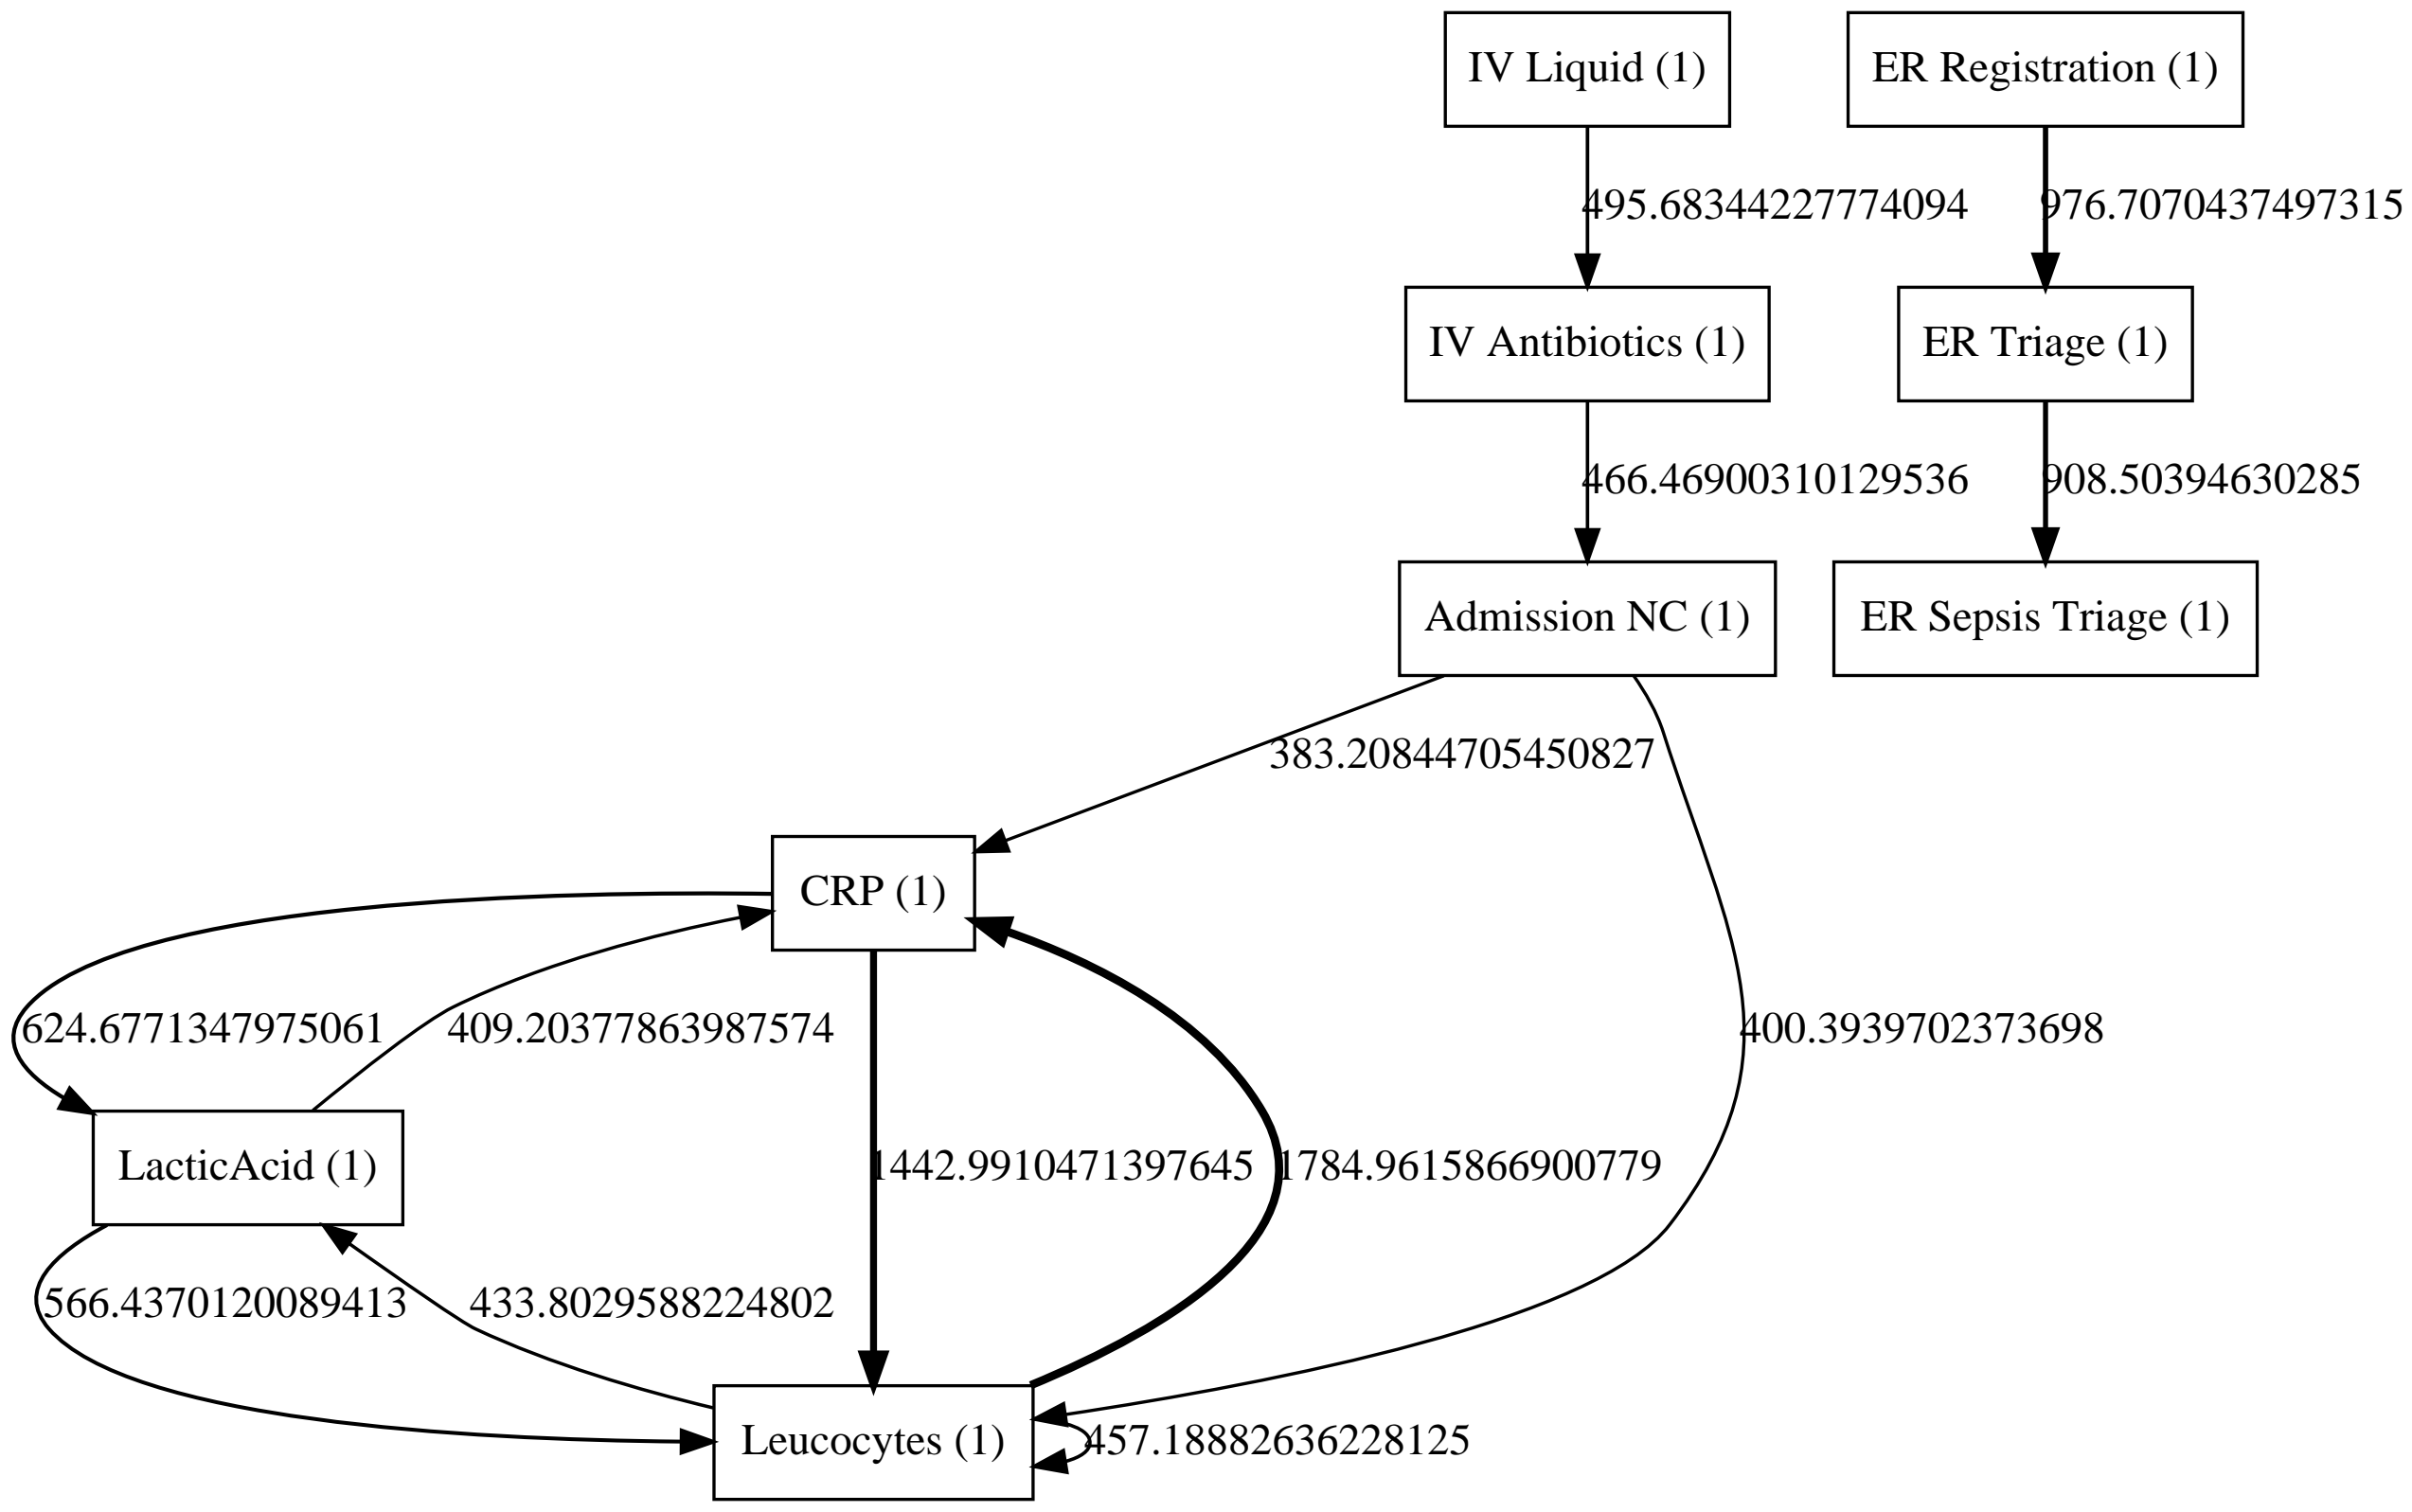 IV Liquid (1)
ER Registration (1)
495.68344227774094
976.7070437497315
IV Antibiotics (1)
ER Triage (1)
466.46900310129536
908.50394630285
Admission NC (1)
ER Sepsis Triage (1)
383.20844705450827
CRP (1)
624.6771347975061
409.20377863987574
400.3939702373698
LacticAcid (1)
1442.9910471397645
1784.9615866900779
566.4370120089413
433.8029588224802
Leucocytes (1)
457.18882636228125